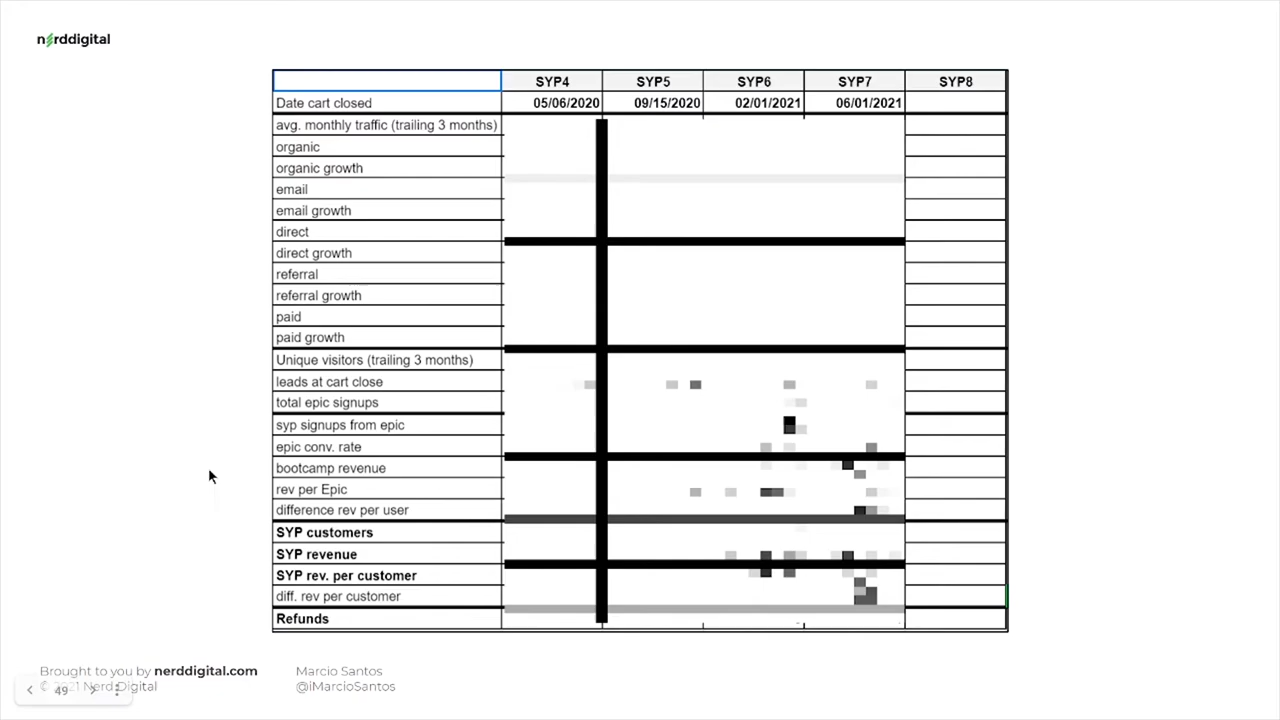 nerddigital
SYP4 SYP5 SYP6 SYP7 SYP8
Date cart closed 05/06/2020 09/15/2020 02/01/2021 06/01/2021
avg. monthly traffic (trailing 3 months)
organic
organic growth
email
email growth
direct
direct growth
referral
referral growth
paid
paid growth
Unique visitors (trailing 3 months)
leads at cart close
total epic signups
syp signups from epic
epic conv. rate
bootcamp revenue
rev per Epic
difference rev per user
SYP customers
SYP revenue
SYP rev. per customer
diff. rev per customer
Refunds
Brought to you by nerddigital.com Marcio Santos
© 2021 Nerd Digital @iMarcioSantos
49